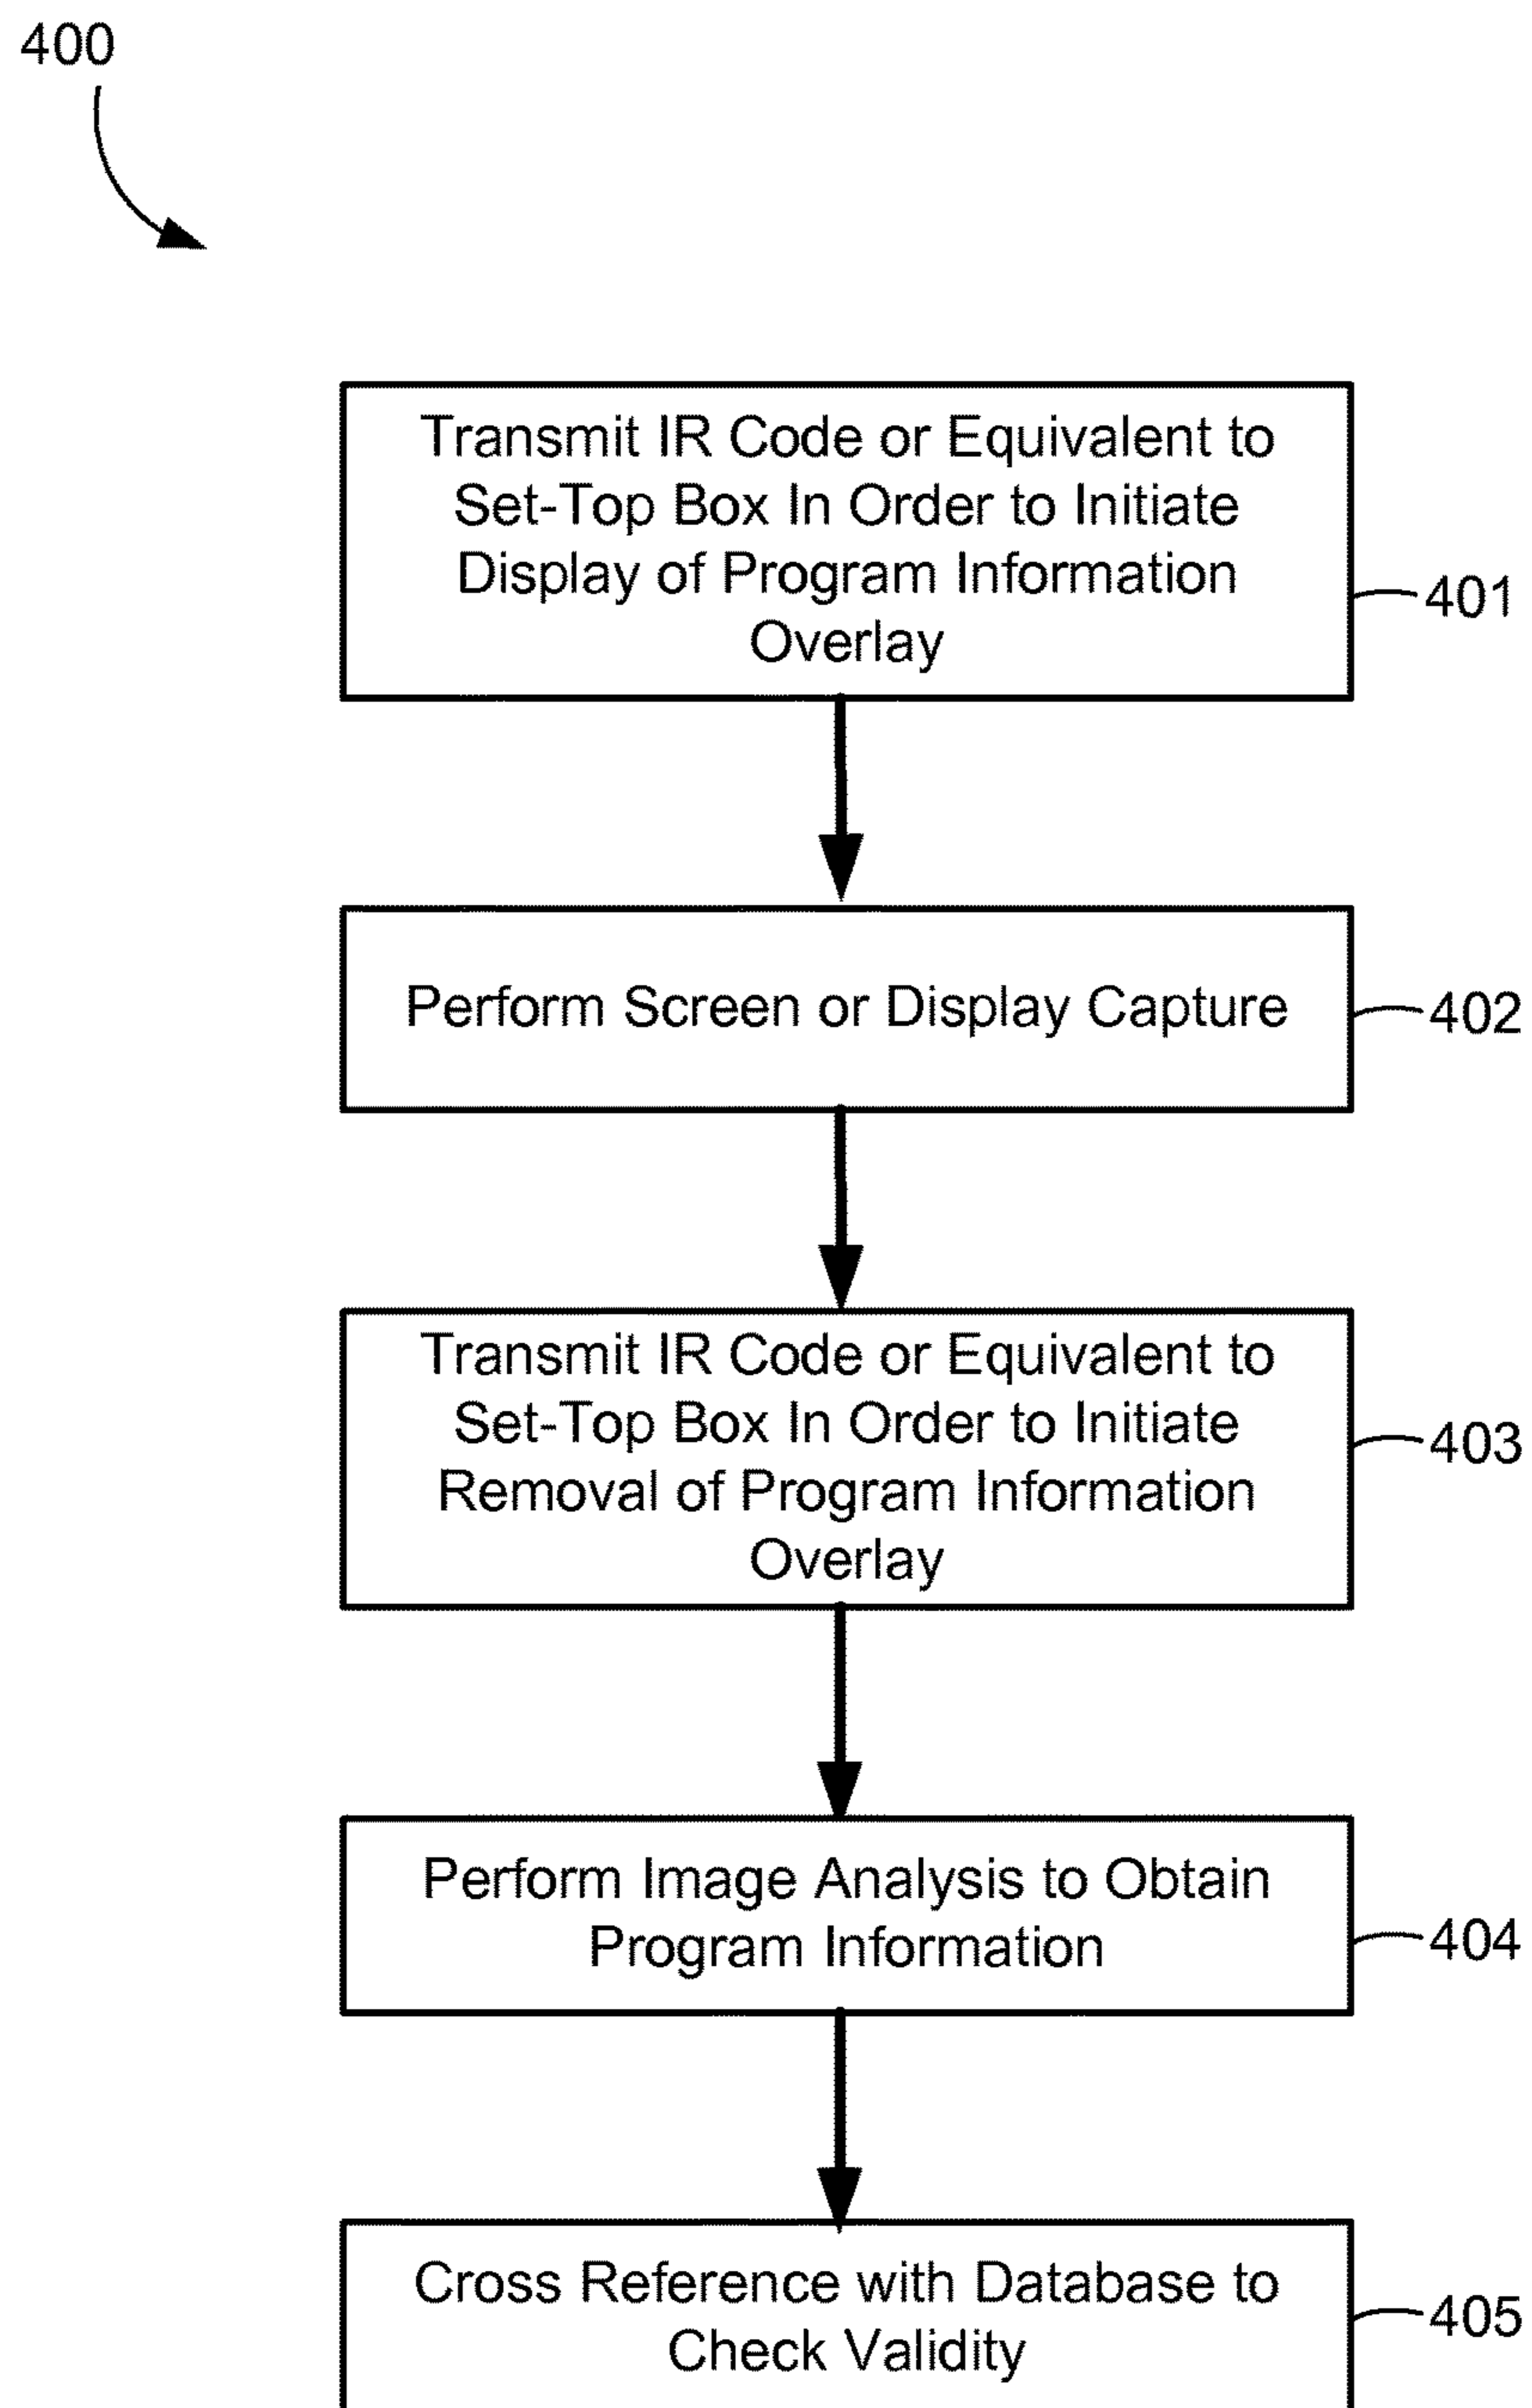 400
Transmit IR Code or Equivalent to
Set-Top Box In Order to Initiate
Display of Program Information
Overlay
401
Perform Screen or Display Capture
402
Transmit IR Code or Equivalent to
Set-Top Box In Order to Initiate
Removal of Program Information
Overlay
403
Perform Image Analysis to Obtain
Program Information
404
Cross Reference with Database to
Check Validity
405